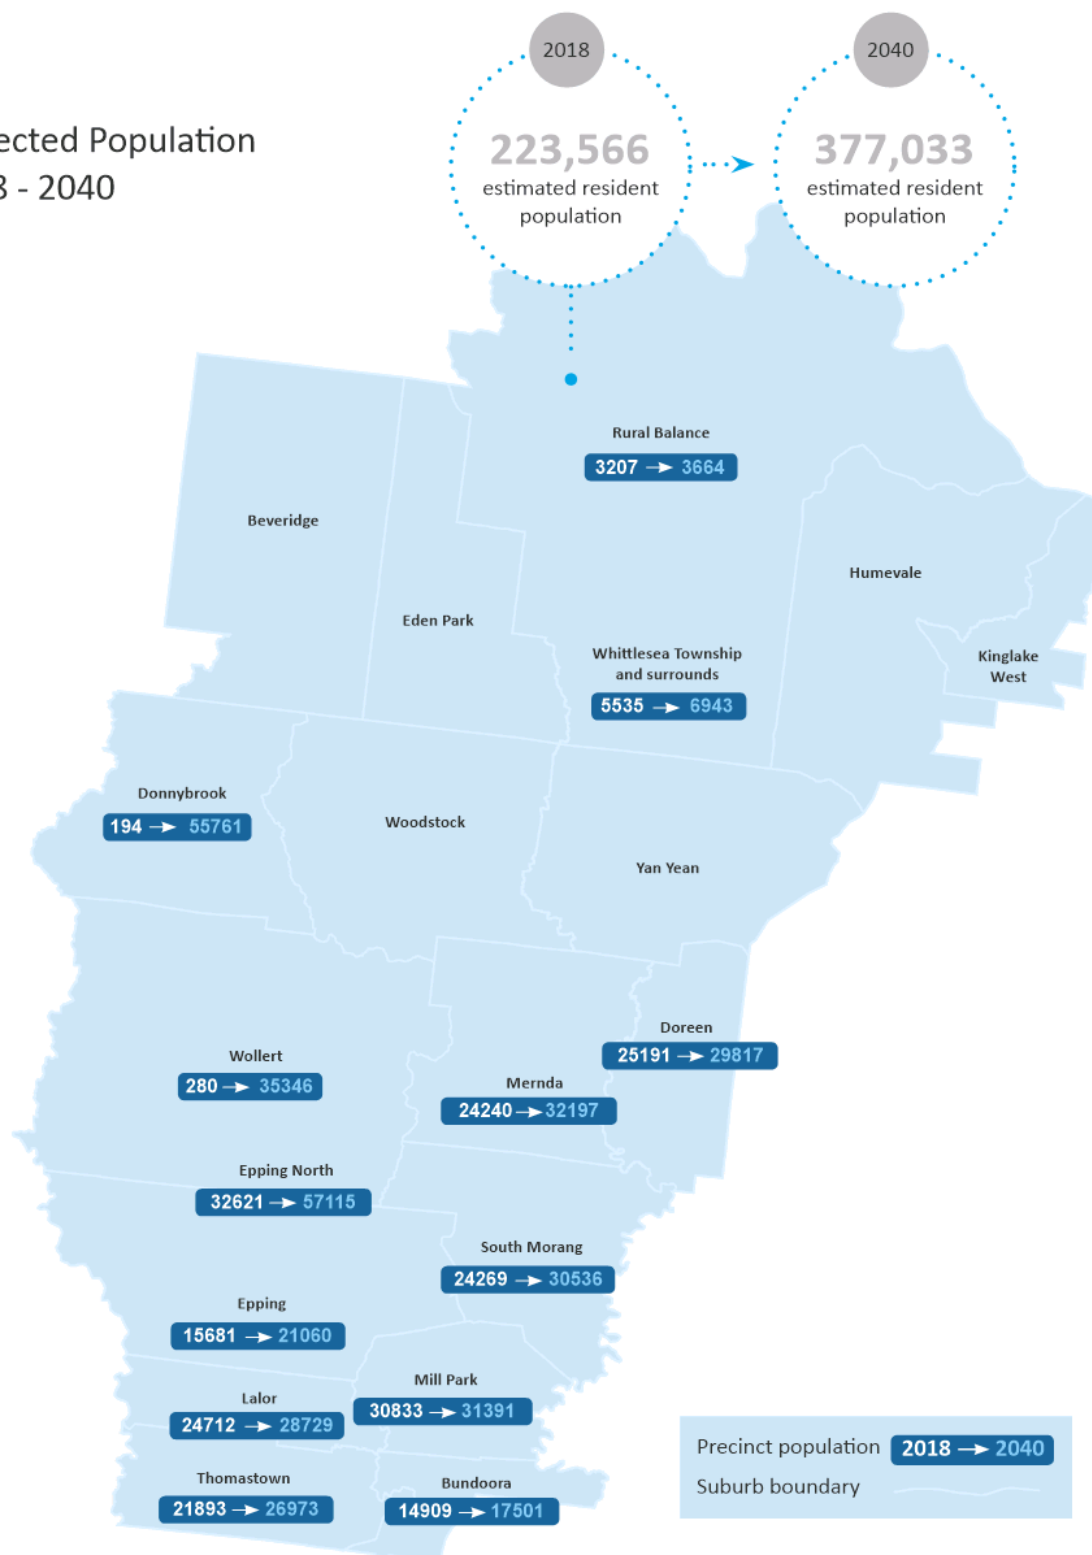 2018
2040
ected Population
8 - 2040
223,566
estimated resident
population
377,033
estimated resident
population
Rural Balance
3207 3664
Beveridge
Humevale
Eden Park
Whittlesea Township
and surrounds
5535 6943
Kinglake
West
Donnybrook
194 55761
Woodstock
Yan Yean
Doreen
25191 29817
Wollert
280 35346
Mernda
24240 32197
Epping North
32621 57115
South Morang
24269 30536
Epping
15681 21060
Mill Park
30833 31391
Lalor
24712 28729
Thomastown
21893 26973
Bundoora
14909 17501
Precinct population 2018 2040
Suburb boundary